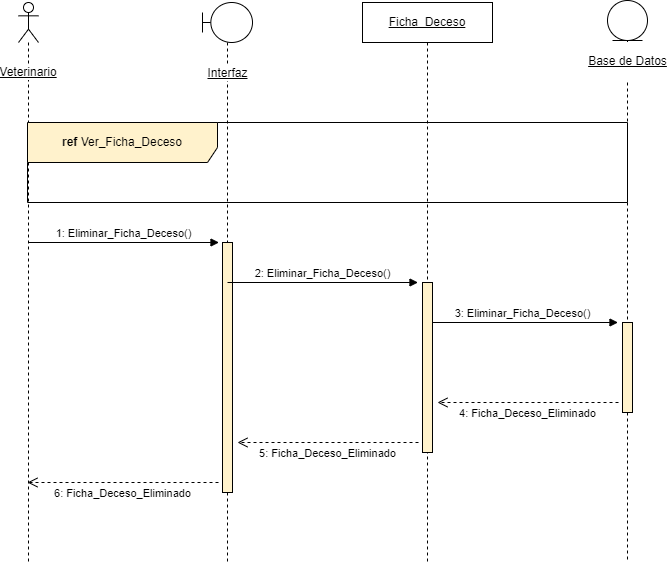 Ficha_Deceso
Veterinario
Interfaz
Base de Datos
ref Ver_Ficha_Deceso
1: Eliminar_Ficha_Deceso()
2: Eliminar_Ficha_Deceso()
3: Eliminar_Ficha_Deceso()
4: Ficha_Deceso_Eliminado
5: Ficha_Deceso_Eliminado
6: Ficha_Deceso_Eliminado